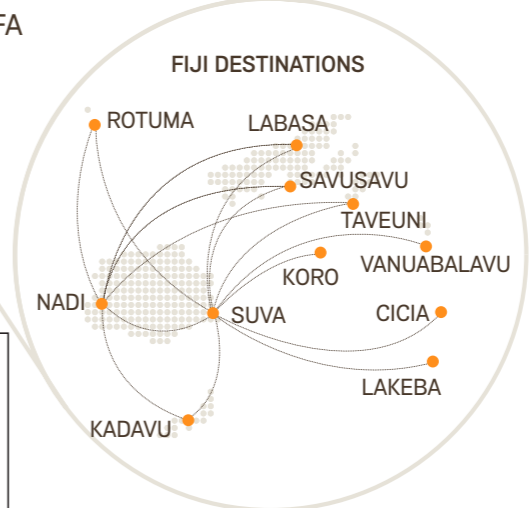 FA
FIJI DESTINATIONS
ROTUMA
LABASA
SAVUSAVU
TAVEUNI
VANUABALAVU
KORO
NADI
SUVA
CICIA
LAKEBA
KADAVU